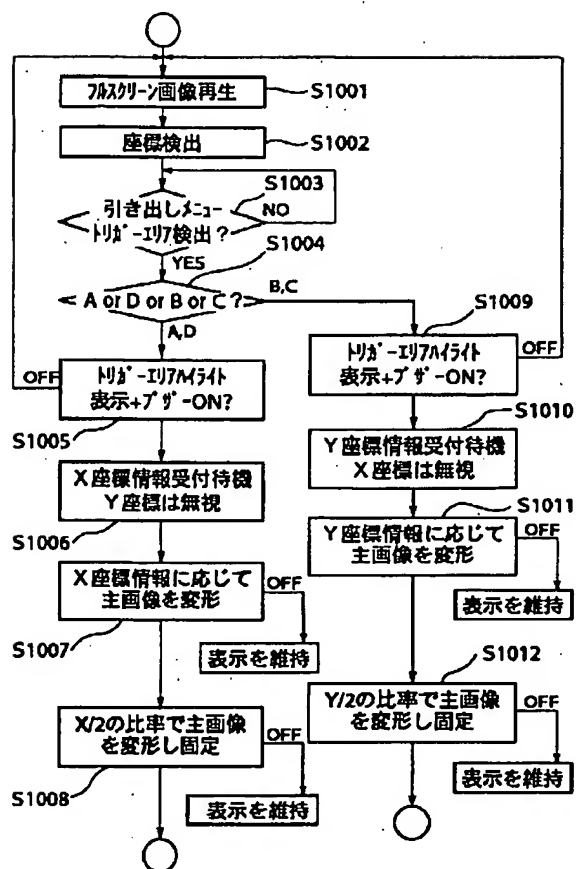 フルスクリーン画像再生
S1001
座標検出
S1002
S1003
引き出しメニュー
トリガーエリア検出?
NO
YES
S1004
A or D or B or C ?
B,C
A,D
トリガーエリアハイライト
表示+ブザーON?
OFF
S1005
X座標情報受付待機
Y座標は無視
S1006
X座標情報に応じて
主画像を変形
OFF
S1007
表示を維持
X/2の比率で主画像
を変形し固定
OFF
S1008
表示を維持
S1009
トリガーエリアハイライト
表示+ブザーON?
OFF
S1010
Y座標情報受付待機
X座標は無視
S1011
Y座標情報に応じて
主画像を変形
OFF
表示を維持
S1012
Y/2の比率で主画像
を変形し固定
OFF
表示を維持